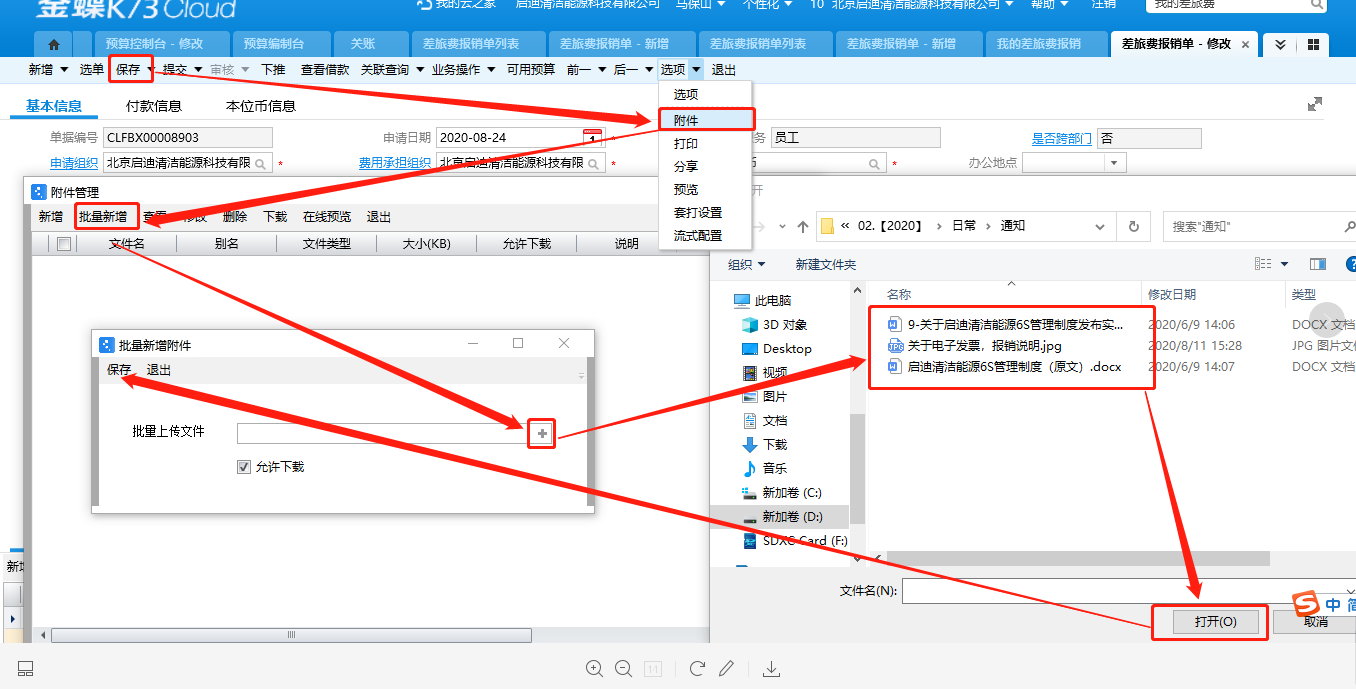 金蝶K/3 Cloud
我的云之家 启迪清洁能源科技有限公司 马保山 个性化 10 北京启迪清洁能源科技有限公司 帮助 注销 我的差旅费
预算控制台 - 修改 预算编制台 关账 差旅费报销单列表 差旅费报销单 - 新增 差旅费报销单列表 差旅费报销单 - 新增 我的差旅费报销 差旅费报销单 - 修改 ×
新增 选单 保存 提交 审核 下推 查看借款 关联查询 业务操作 可用预算 前一 后一 选项 退出
基本信息 付款信息 本位币信息
单据编号 CLFBX00008903 申请日期 2020-08-24 * 务 员工 是否跨部门 否
申请组织 北京启迪清洁能源科技有限 * 费用承担组织 北京启迪清洁能源科技有限 * 币 * 办公地点
选项
附件
打印
分享
预览
套打设置
流式配置
附件管理
新增 批量新增 查看 修改 删除 下载 在线预览 退出
文件名 别名 文件类型 大小(KB) 允许下载 说明
批量新增附件
保存 退出
批量上传文件
允许下载
新增
开
« 02.【2020】 › 日常 › 通知 搜索"通知"
组织 新建文件夹
此电脑
3D 对象
Desktop
视频
图片
文档
下载
音乐
新加卷 (C:)
新加卷 (D:)
SDXC Card (F:)
名称 修改日期 类型
9-关于启迪清洁能源6S管理制度发布实... 2020/6/9 14:06 DOCX 文档
关于电子发票，报销说明.jpg 2020/8/11 15:28 JPG 图片文件
启迪清洁能源6S管理制度（原文）.docx 2020/6/9 14:07 DOCX 文档
文件名(N):
打开(O) 取消
中 简
1:1